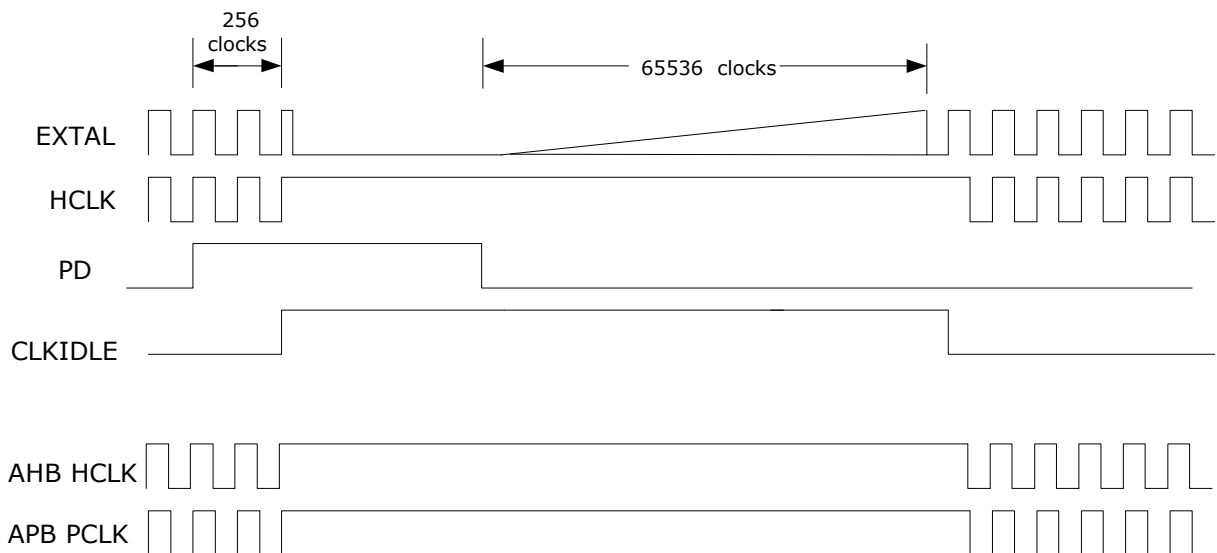 256
clocks
65536 clocks
EXTAL
HCLK
PD
CLKIDLE
AHB HCLK
APB PCLK